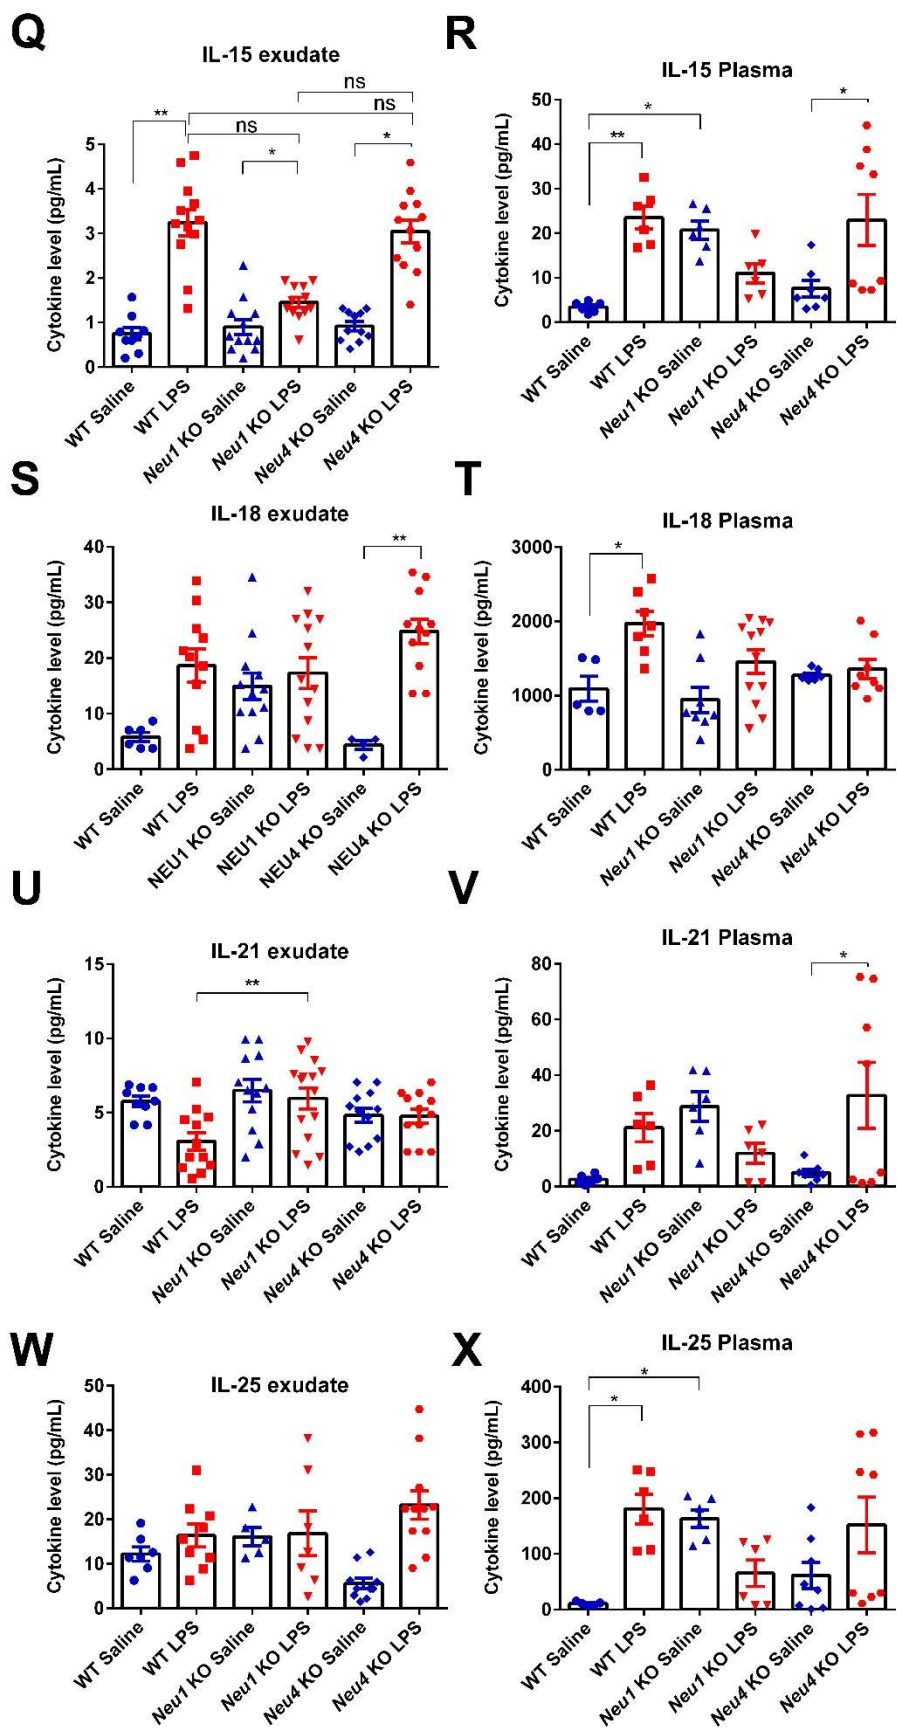 Q
IL-15 exudate
ns
**
ns
ns
*
*
Cytokine level (pg/mL)
5
4
3
2
1
0
WT Saline
WT LPS
Neu1 KO Saline
Neu1 KO LPS
Neu4 KO Saline
Neu4 KO LPS
R
IL-15 Plasma
*
*
**
Cytokine level (pg/mL)
50
40
30
20
10
0
WT Saline
WT LPS
Neu1 KO Saline
Neu1 KO LPS
Neu4 KO Saline
Neu4 KO LPS
S
IL-18 exudate
**
Cytokine level (pg/mL)
40
30
20
10
0
WT Saline
WT LPS
NEU1 KO Saline
NEU1 KO LPS
NEU4 KO Saline
NEU4 KO LPS
T
IL-18 Plasma
*
Cytokine level (pg/mL)
3000
2000
1000
0
WT Saline
WT LPS
Neu1 KO Saline
Neu1 KO LPS
Neu4 KO Saline
Neu4 KO LPS
U
IL-21 exudate
**
Cytokine level (pg/mL)
15
10
5
0
WT Saline
WT LPS
Neu1 KO Saline
Neu1 KO LPS
Neu4 KO Saline
Neu4 KO LPS
V
IL-21 Plasma
*
Cytokine level (pg/mL)
80
60
40
20
0
WT Saline
WT LPS
Neu1 KO Saline
Neu1 KO LPS
Neu4 KO Saline
Neu4 KO LPS
W
IL-25 exudate
Cytokine level (pg/mL)
50
40
30
20
10
0
WT Saline
WT LPS
Neu1 KO Saline
Neu1 KO LPS
Neu4 KO Saline
Neu4 KO LPS
X
IL-25 Plasma
*
*
Cytokine level (pg/mL)
400
300
200
100
0
WT Saline
WT LPS
Neu1 KO Saline
Neu1 KO LPS
Neu4 KO Saline
Neu4 KO LPS